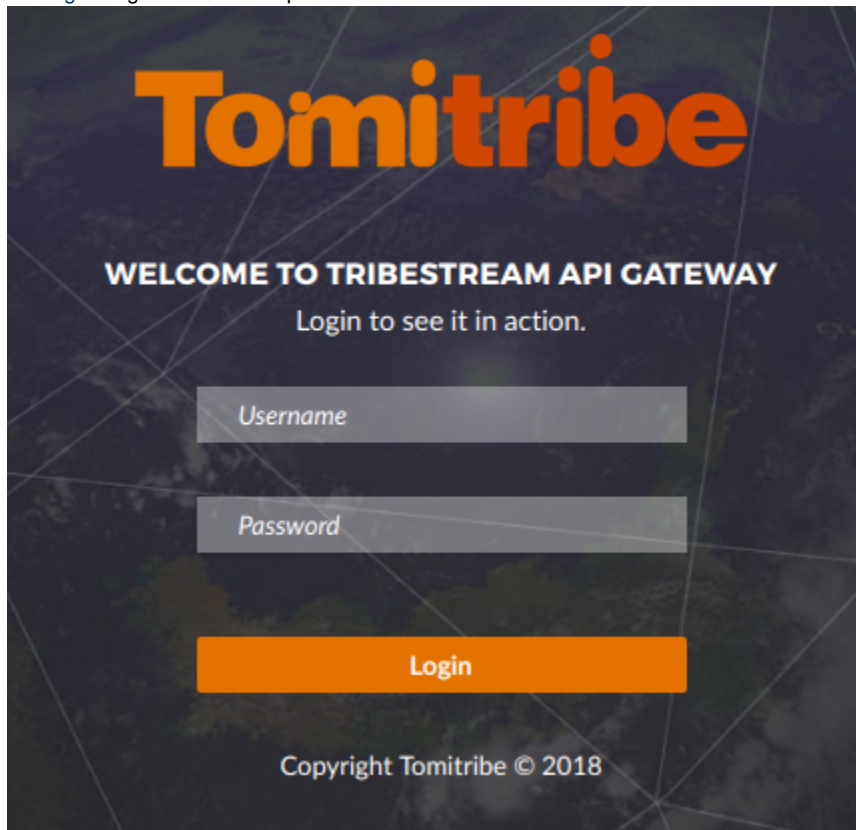 Tomitribe
WELCOME TO TRIBESTREAM API GATEWAY
Login to see it in action.
Username
Password
Login
Copyright Tomitribe © 2018